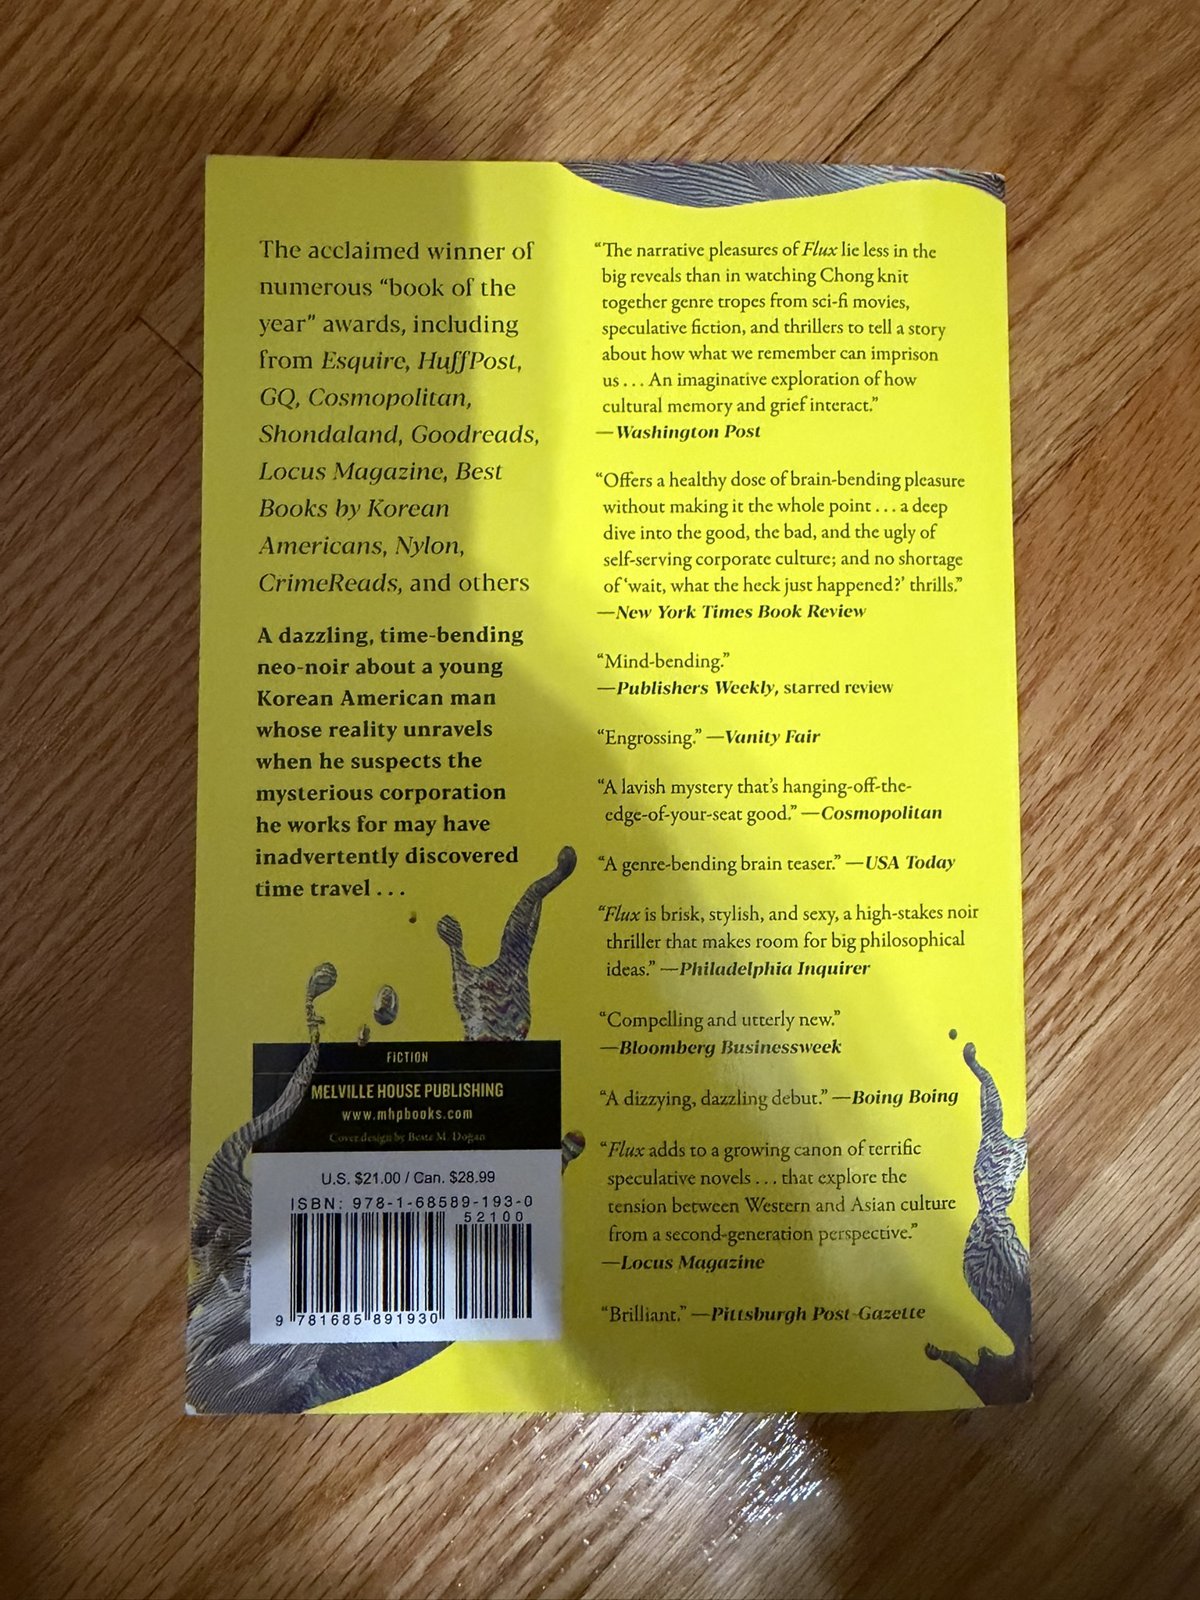 The acclaimed winner of
numerous “book of the
year” awards, including
from Esquire, HuffPost,
GQ, Cosmopolitan,
Shondaland, Goodreads,
Locus Magazine, Best
Books by Korean
Americans, Nylon,
CrimeReads, and others
A dazzling, time-bending
neo-noir about a young
Korean American man
whose reality unravels
when he suspects the
mysterious corporation
he works for may have
inadvertently discovered
time travel . . .
FICTION
MELVILLE HOUSE PUBLISHING
www.mhpbooks.com
Cover design by Beste M. Doğan
U.S. $21.00 / Can. $28.99
ISBN: 978-1-68589-193-0
52100
9 781685 891930
“The narrative pleasures of Flux lie less in the
big reveals than in watching Chong knit
together genre tropes from sci-fi movies,
speculative fiction, and thrillers to tell a story
about how what we remember can imprison
us . . . An imaginative exploration of how
cultural memory and grief interact.”
—Washington Post
“Offers a healthy dose of brain-bending pleasure
without making it the whole point . . . a deep
dive into the good, the bad, and the ugly of
self-serving corporate culture; and no shortage
of ‘wait, what the heck just happened?’ thrills.”
—New York Times Book Review
“Mind-bending.”
—Publishers Weekly, starred review
“Engrossing.” —Vanity Fair
“A lavish mystery that’s hanging-off-the-
edge-of-your-seat good.” —Cosmopolitan
“A genre-bending brain teaser.” —USA Today
“Flux is brisk, stylish, and sexy, a high-stakes noir
thriller that makes room for big philosophical
ideas.” —Philadelphia Inquirer
“Compelling and utterly new.”
—Bloomberg Businessweek
“A dizzying, dazzling debut.” —Boing Boing
“Flux adds to a growing canon of terrific
speculative novels . . . that explore the
tension between Western and Asian culture
from a second-generation perspective.”
—Locus Magazine
“Brilliant.” —Pittsburgh Post-Gazette